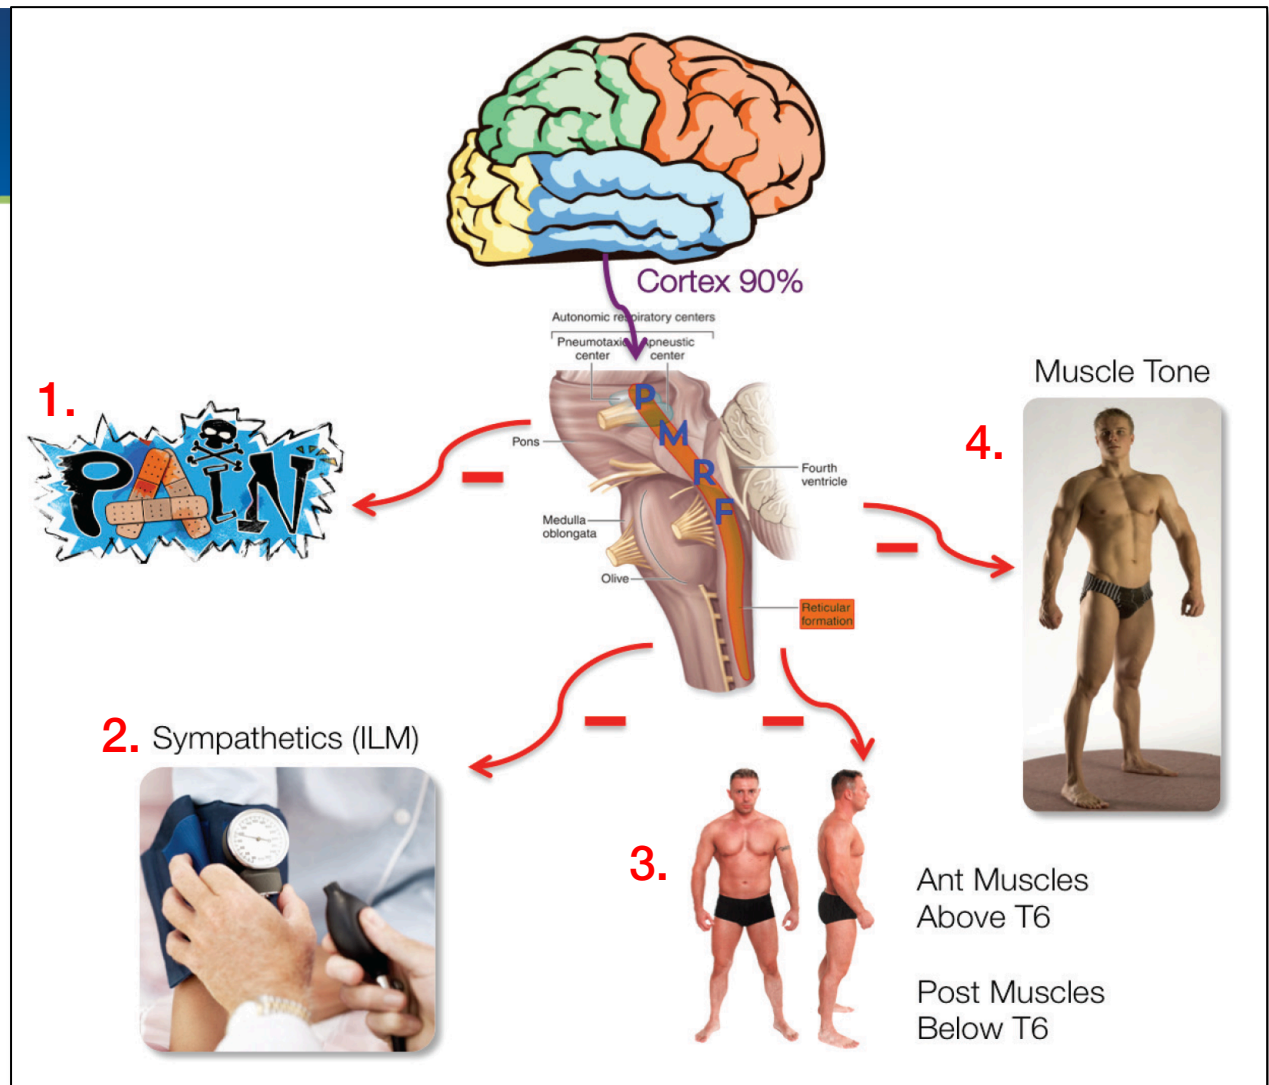 Cortex 90%
Autonomic respiratory centers
Pneumotaxic center
Apneustic center
P
M
R
F
Pons
Fourth ventricle
Medulla oblongata
Olive
Reticular formation
1.
PAIN
2. Sympathetics (ILM)
3.
Ant Muscles
Above T6
Post Muscles
Below T6
4.
Muscle Tone